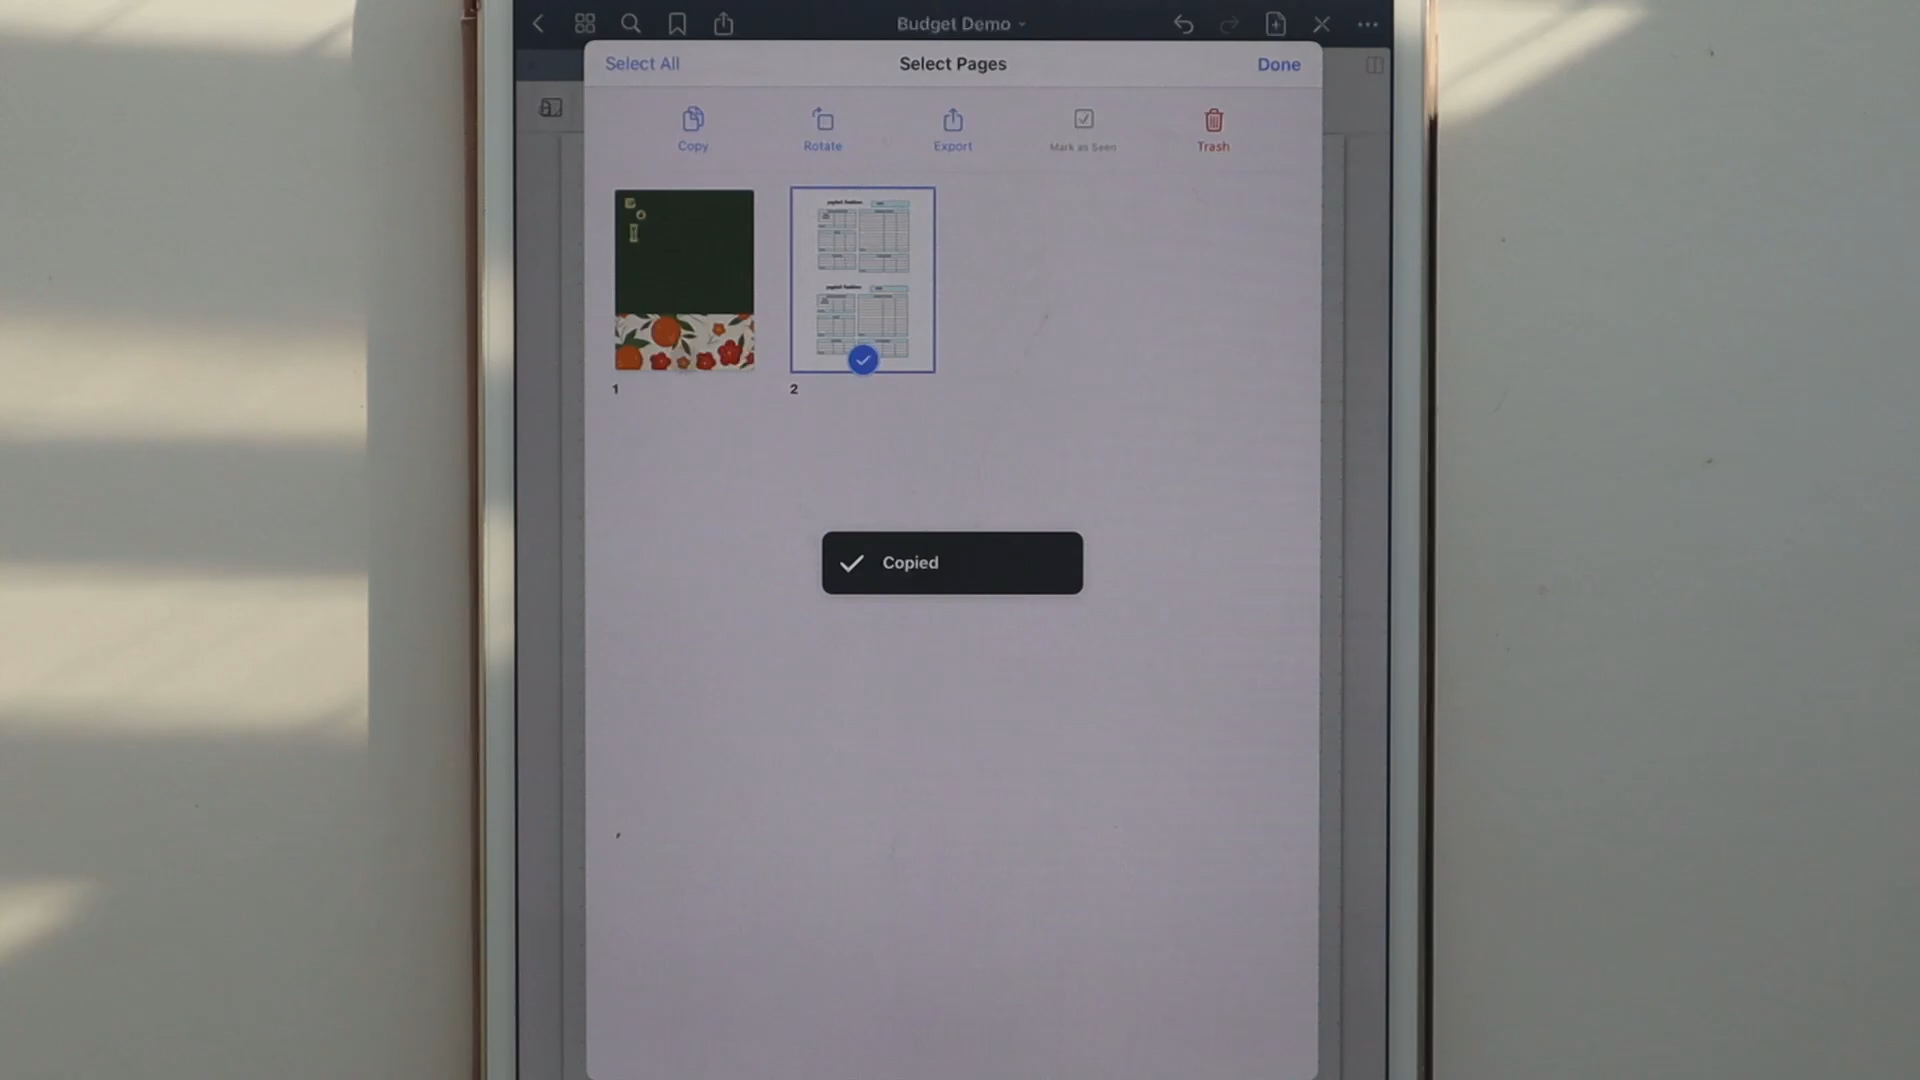 Budget Demo
Select All
Select Pages
Done
Copy
Rotate
Export
Mark as Seen
Trash
1
2
Copied